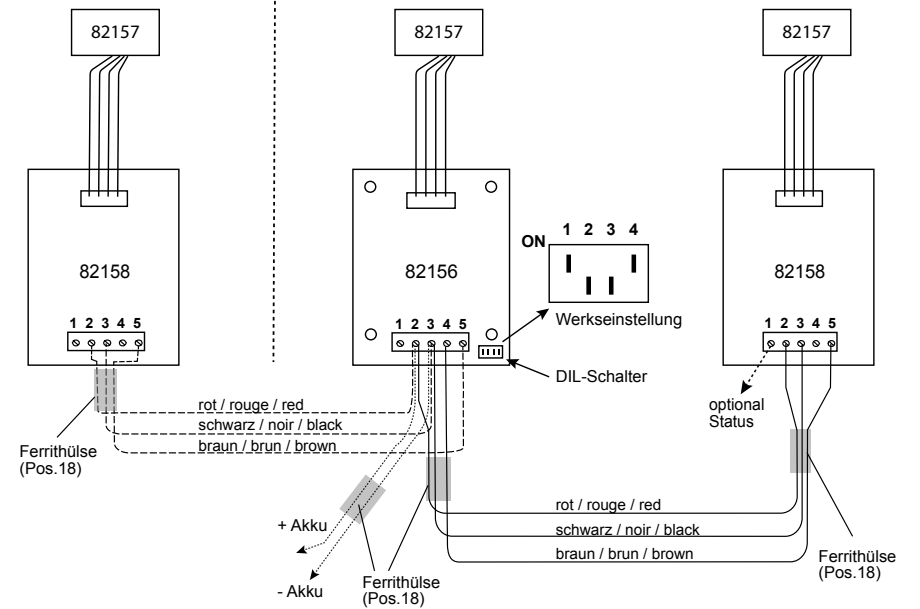 82157
82157
82157
82158
82156
82158
ON
1 2 3 4
Werkseinstellung
DIL-Schalter
1 2 3 4 5
1 2 3 4 5
1 2 3 4 5
optional
Status
rot / rouge / red
schwarz / noir / black
braun / brun / brown
Ferrithülse
(Pos.18)
+ Akku
- Akku
Ferrithülse
(Pos.18)
rot / rouge / red
schwarz / noir / black
braun / brun / brown
Ferrithülse
(Pos.18)